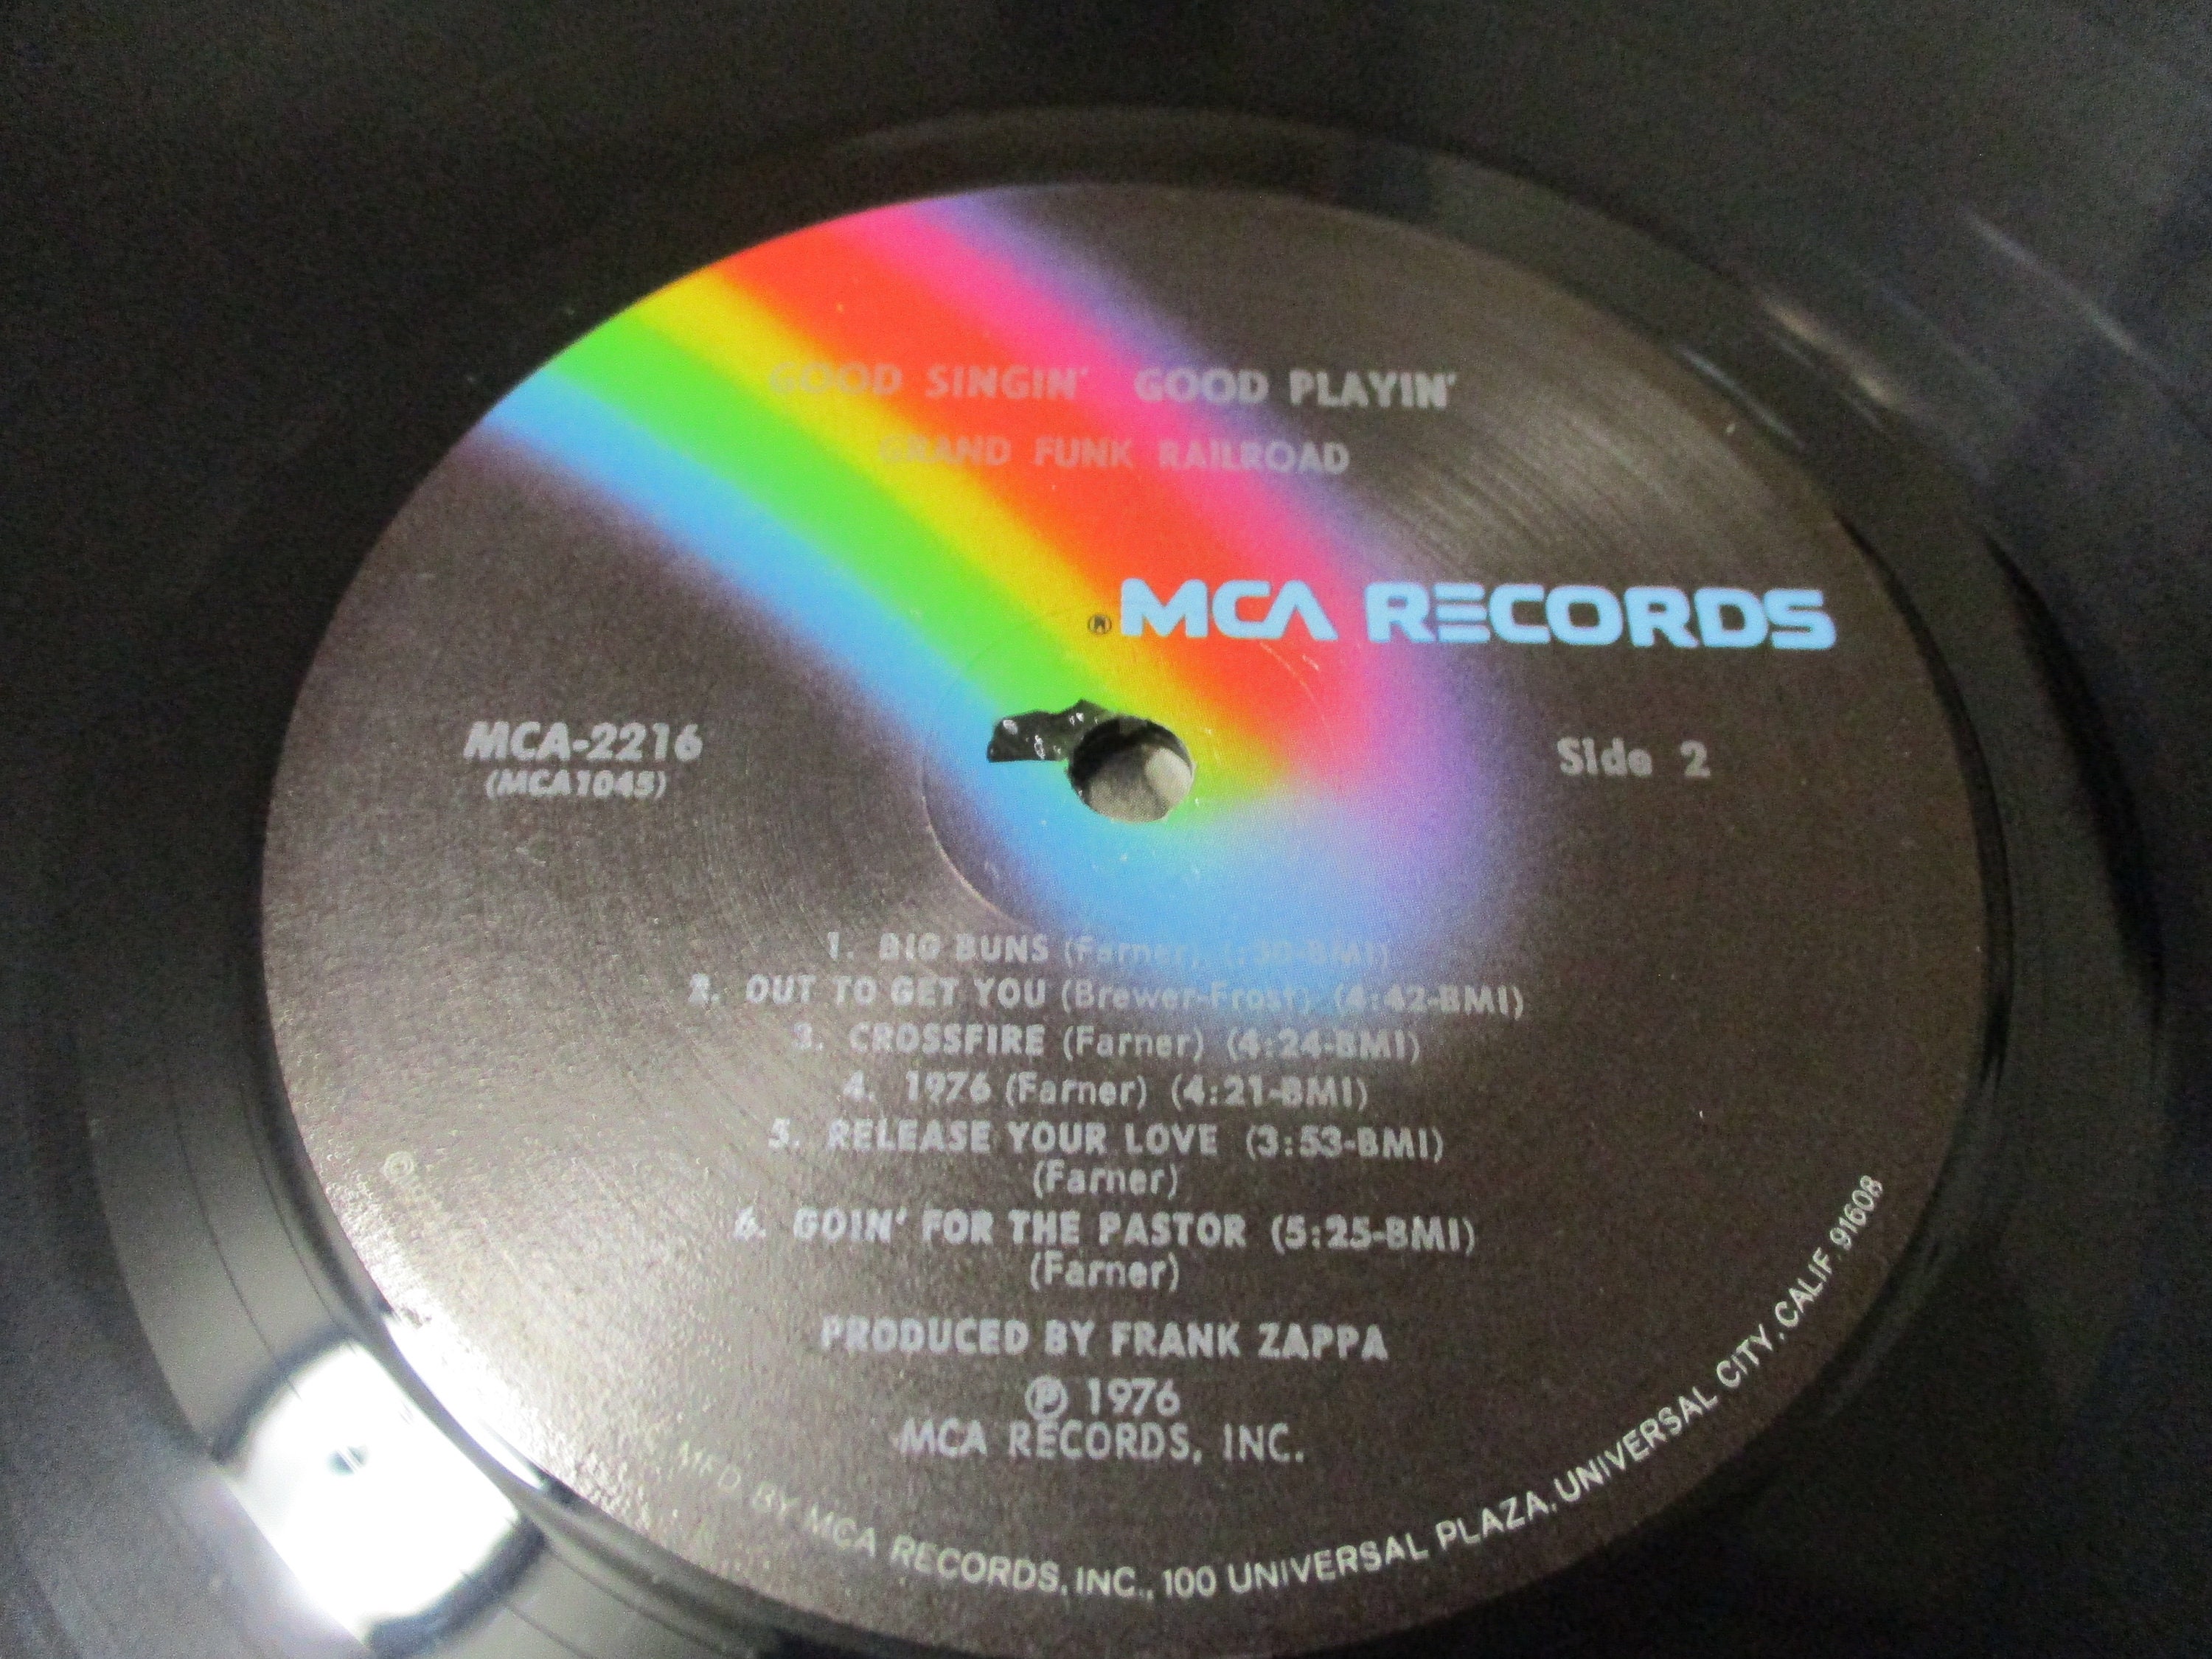 GOOD SINGIN' GOOD PLAYIN'
GRAND FUNK RAILROAD
® MCA RECORDS
MCA-2216
(MCA1045)
Side 2
1. BIG BUNS (Farner) (:30-BMI)
2. OUT TO GET YOU (Brewer-Frost) (4:42-BMI)
3. CROSSFIRE (Farner) (4:24-BMI)
4. 1976 (Farner) (4:21-BMI)
5. RELEASE YOUR LOVE (3:53-BMI)
(Farner)
6. GOIN' FOR THE PASTOR (5:25-BMI)
(Farner)
PRODUCED BY FRANK ZAPPA
℗ 1976
MCA RECORDS, INC.
© MFD BY MCA RECORDS, INC., 100 UNIVERSAL PLAZA, UNIVERSAL CITY, CALIF. 91608